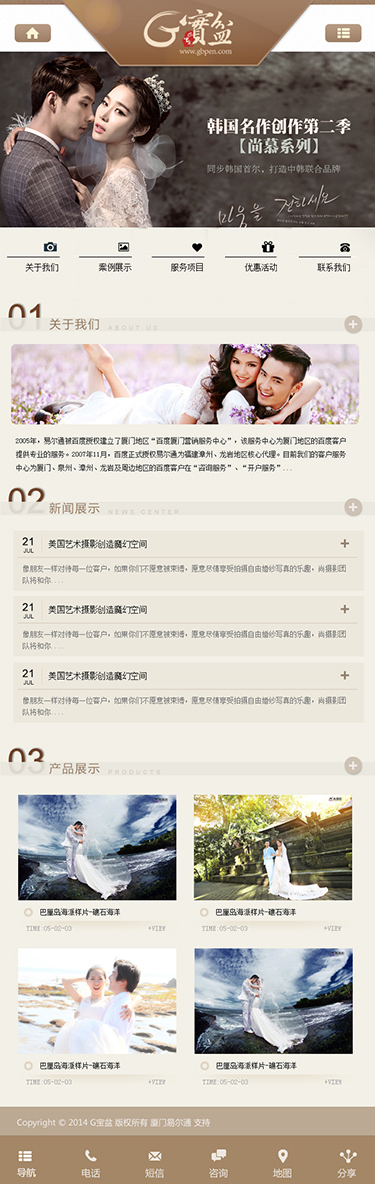 G寶盆
www.gbpen.com
韩国名作创作第二季
【尚慕系列】
同步韩国首尔、打造中韩联合品牌
关于我们
案例展示
服务项目
优惠活动
联系我们
01 关于我们 ABOUT US
2005年，易尔通被百度授权建立了厦门地区“百度厦门营销服务中心”，该服务中心为厦门地区的百度客户
提供专业的服务。2007年11月，百度正式授权易尔通为福建漳州、龙岩地区核心代理。目前我们的客户服务
中心为厦门、泉州、漳州、龙岩及周边地区的百度客户在“咨询服务”、“开户服务”...
02 新闻展示 NEWS CENTER
21 美国艺术摄影创造魔幻空间
JUL
像朋友一样对待每一位客户，如果你们不愿意被束缚，愿意尽情享受拍摄自由婚纱写真的乐趣，尚摄影团
队将和你....
21 美国艺术摄影创造魔幻空间
JUL
像朋友一样对待每一位客户，如果你们不愿意被束缚，愿意尽情享受拍摄自由婚纱写真的乐趣，尚摄影团
队将和你....
21 美国艺术摄影创造魔幻空间
JUL
像朋友一样对待每一位客户，如果你们不愿意被束缚，愿意尽情享受拍摄自由婚纱写真的乐趣，尚摄影团
队将和你....
03 产品展示 PRODUCTS
巴厘岛海派样片-礁石海洋
TIME:05-02-03 +VIEW
巴厘岛海派样片-礁石海洋
TIME:05-02-03 +VIEW
巴厘岛海派样片-礁石海洋
TIME:05-02-03 +VIEW
巴厘岛海派样片-礁石海洋
TIME:05-02-03 +VIEW
Copyright © 2014 G宝盆 版权所有 厦门易尔通 支持
导航
电话
短信
咨询
地图
分享